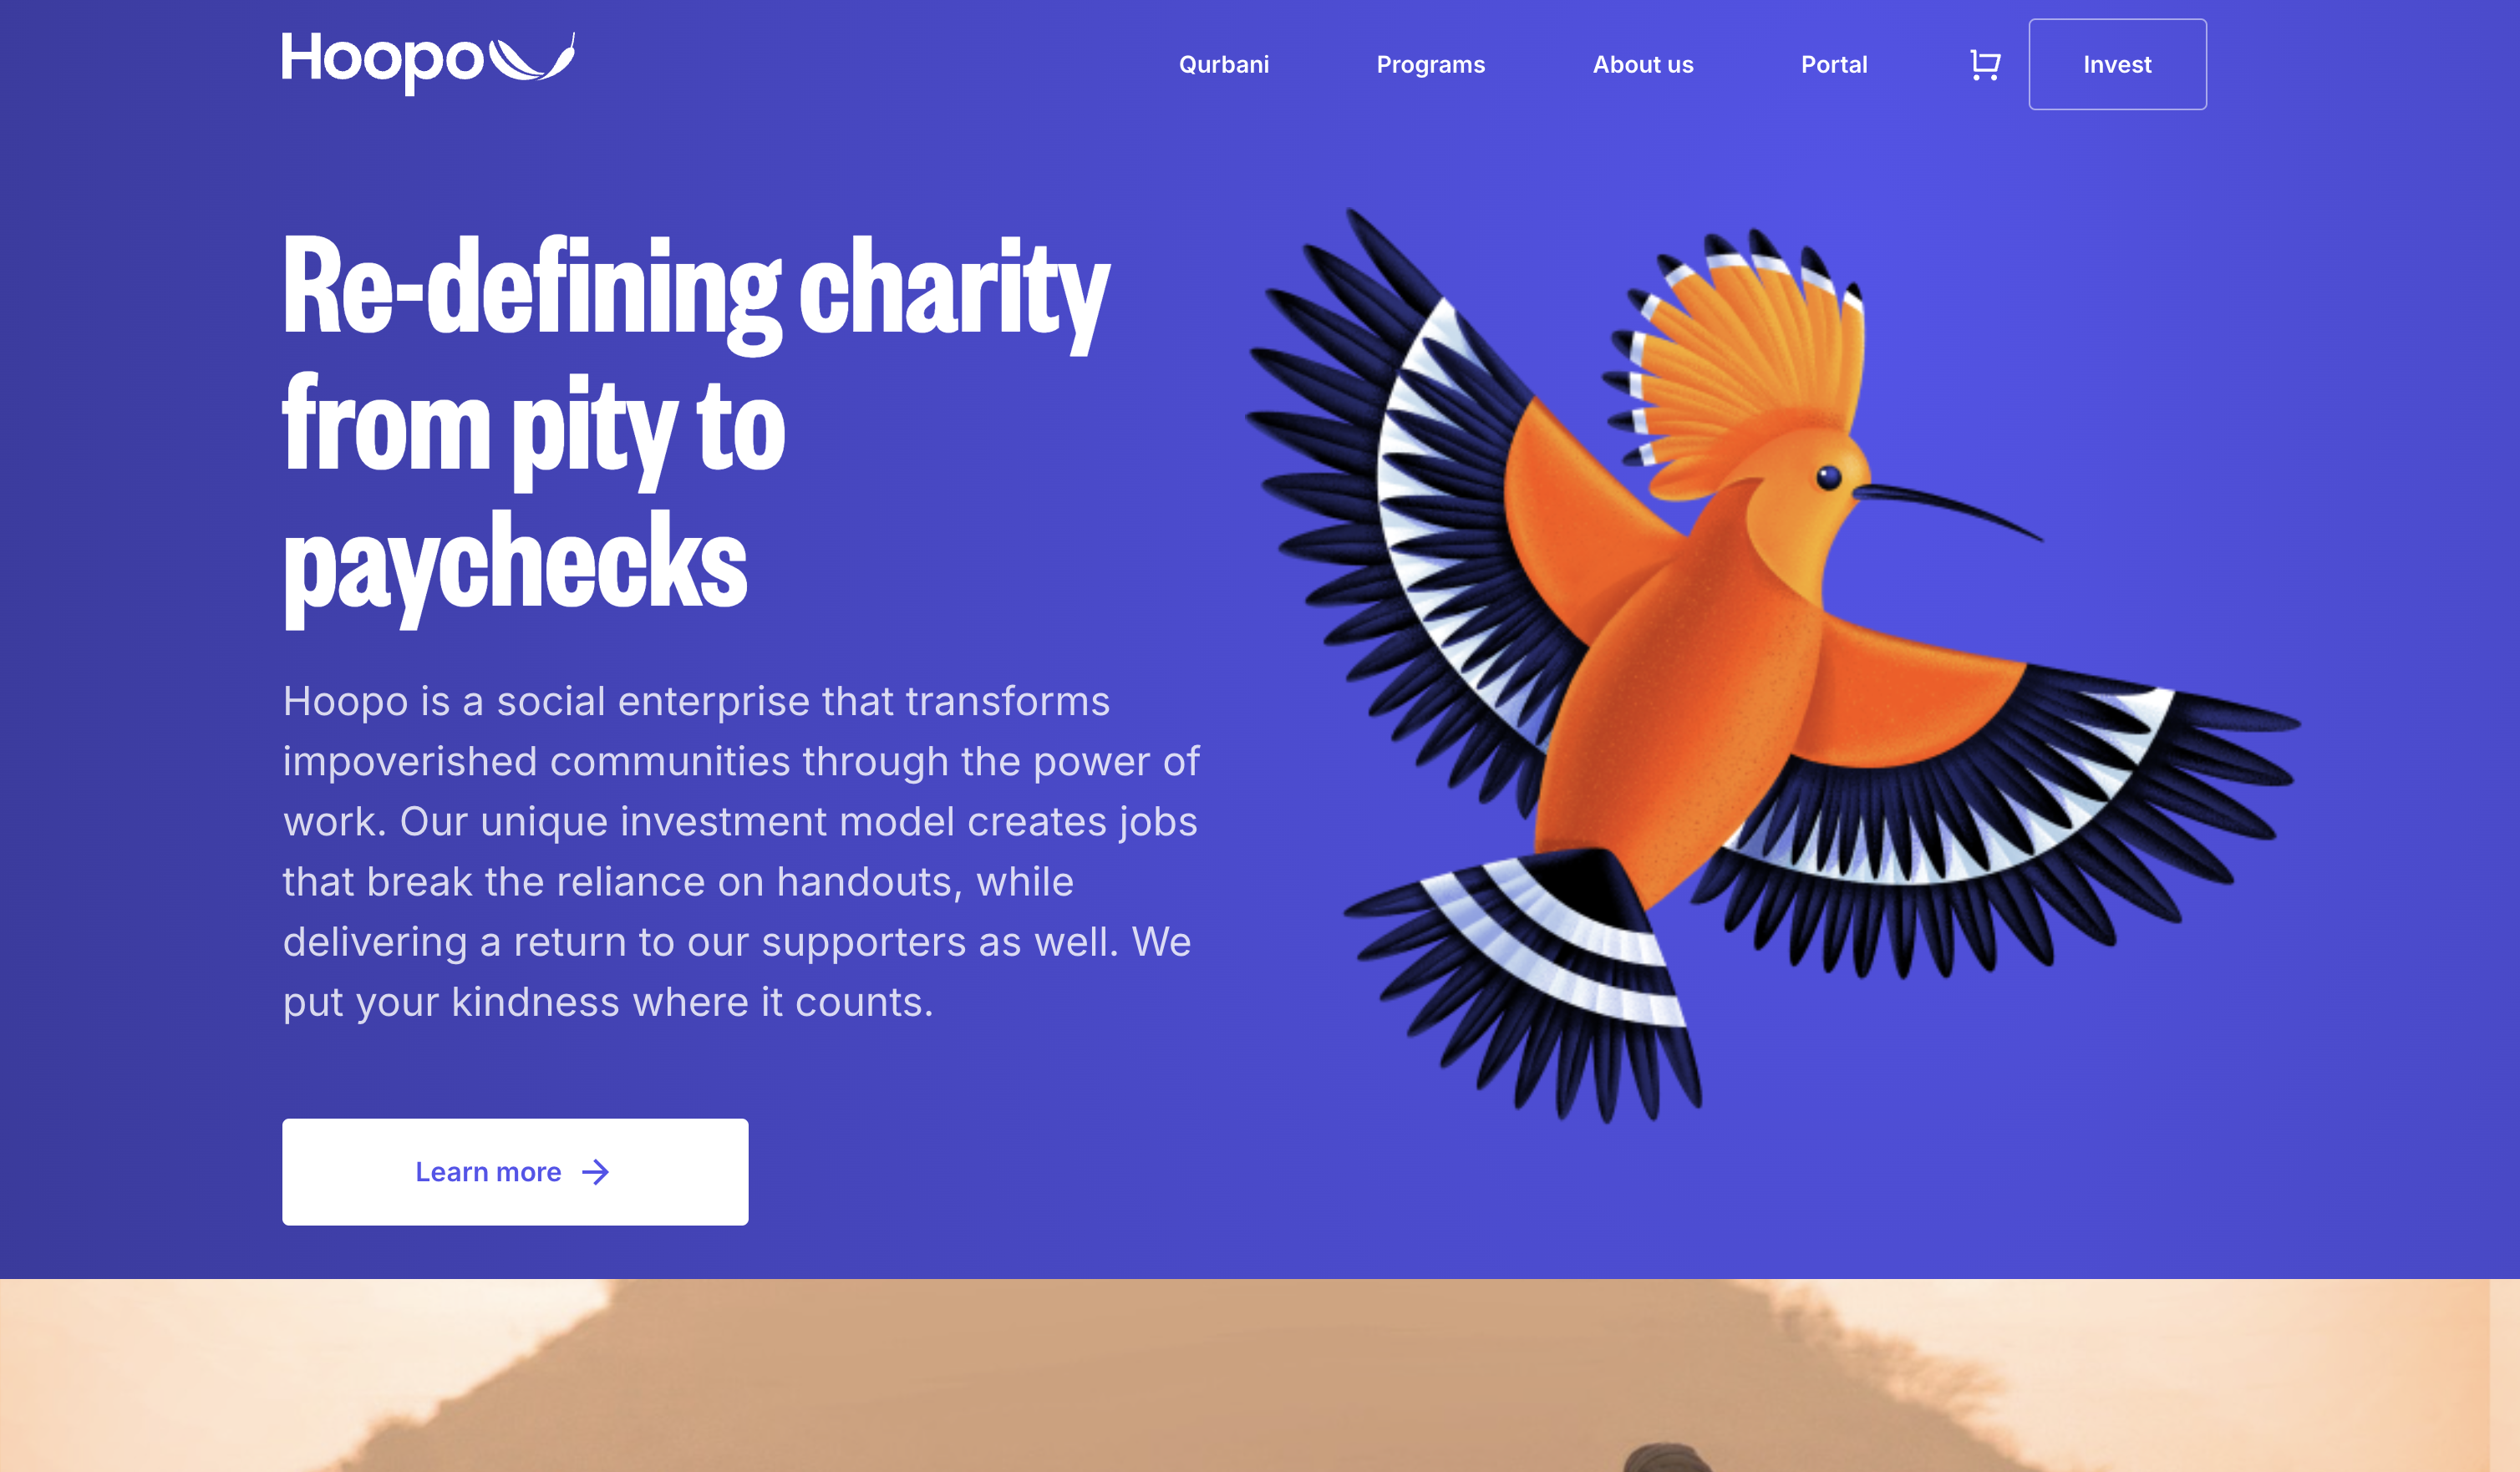 Hoopo
Qurbani
Programs
About us
Portal
Invest
Re-defining charity
from pity to
paychecks
Hoopo is a social enterprise that transforms
impoverished communities through the power of
work. Our unique investment model creates jobs
that break the reliance on handouts, while
delivering a return to our supporters as well. We
put your kindness where it counts.
Learn more